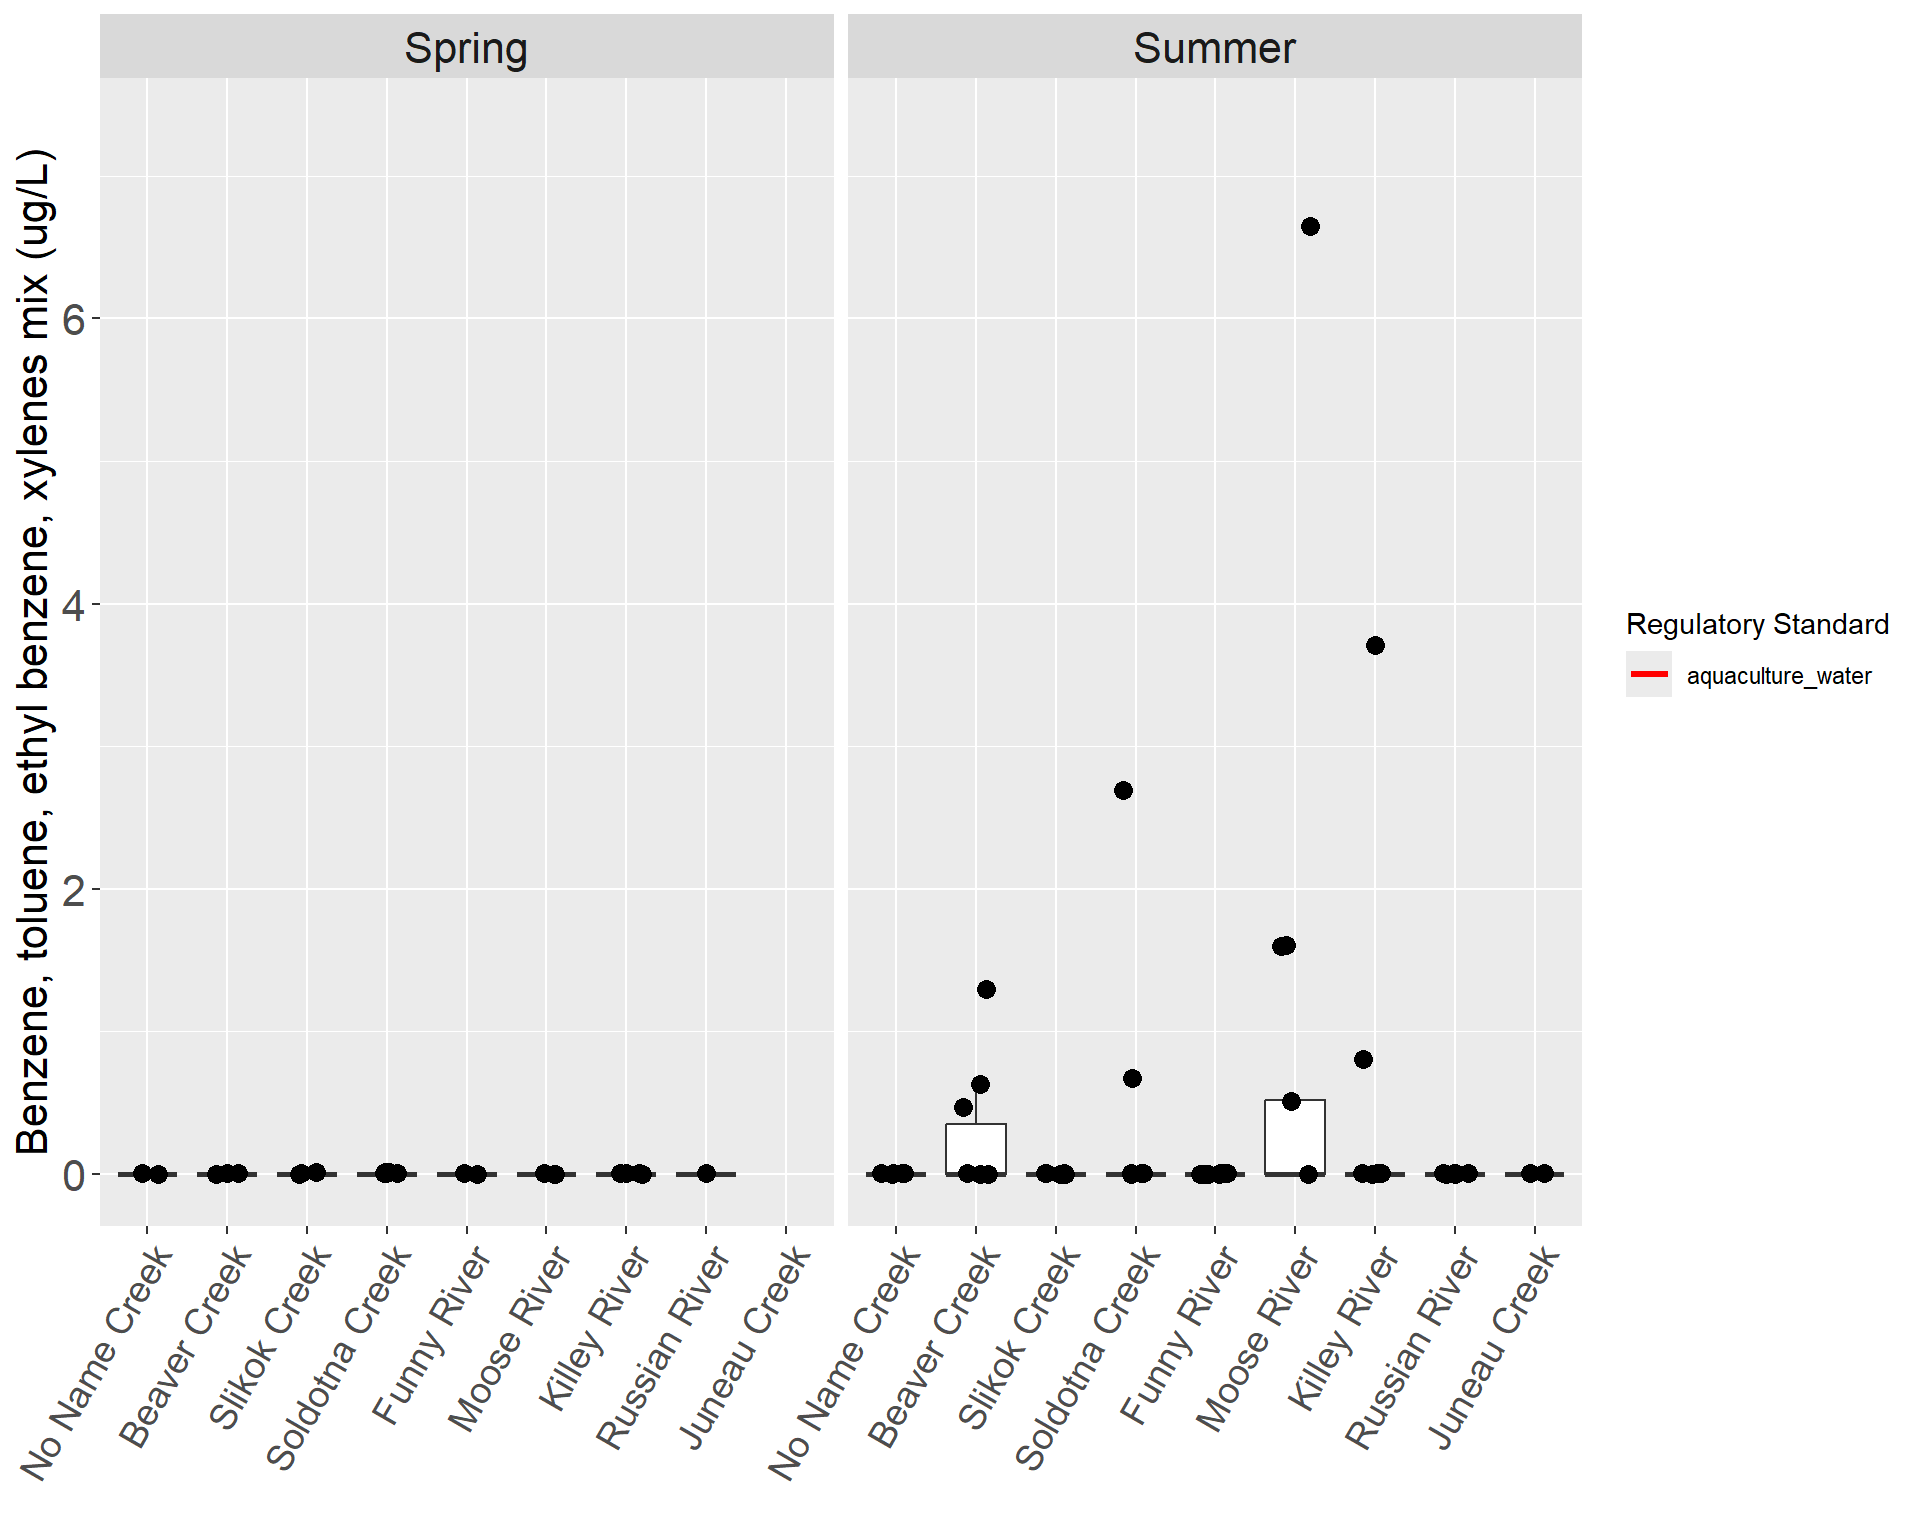 Spring
Summer
Benzene, toluene, ethyl benzene, xylenes mix (ug/L)
6
4
2
0
No Name Creek
Beaver Creek
Slikok Creek
Soldotna Creek
Funny River
Moose River
Killey River
Russian River
Juneau Creek
No Name Creek
Beaver Creek
Slikok Creek
Soldotna Creek
Funny River
Moose River
Killey River
Russian River
Juneau Creek
Regulatory Standard
aquaculture_water